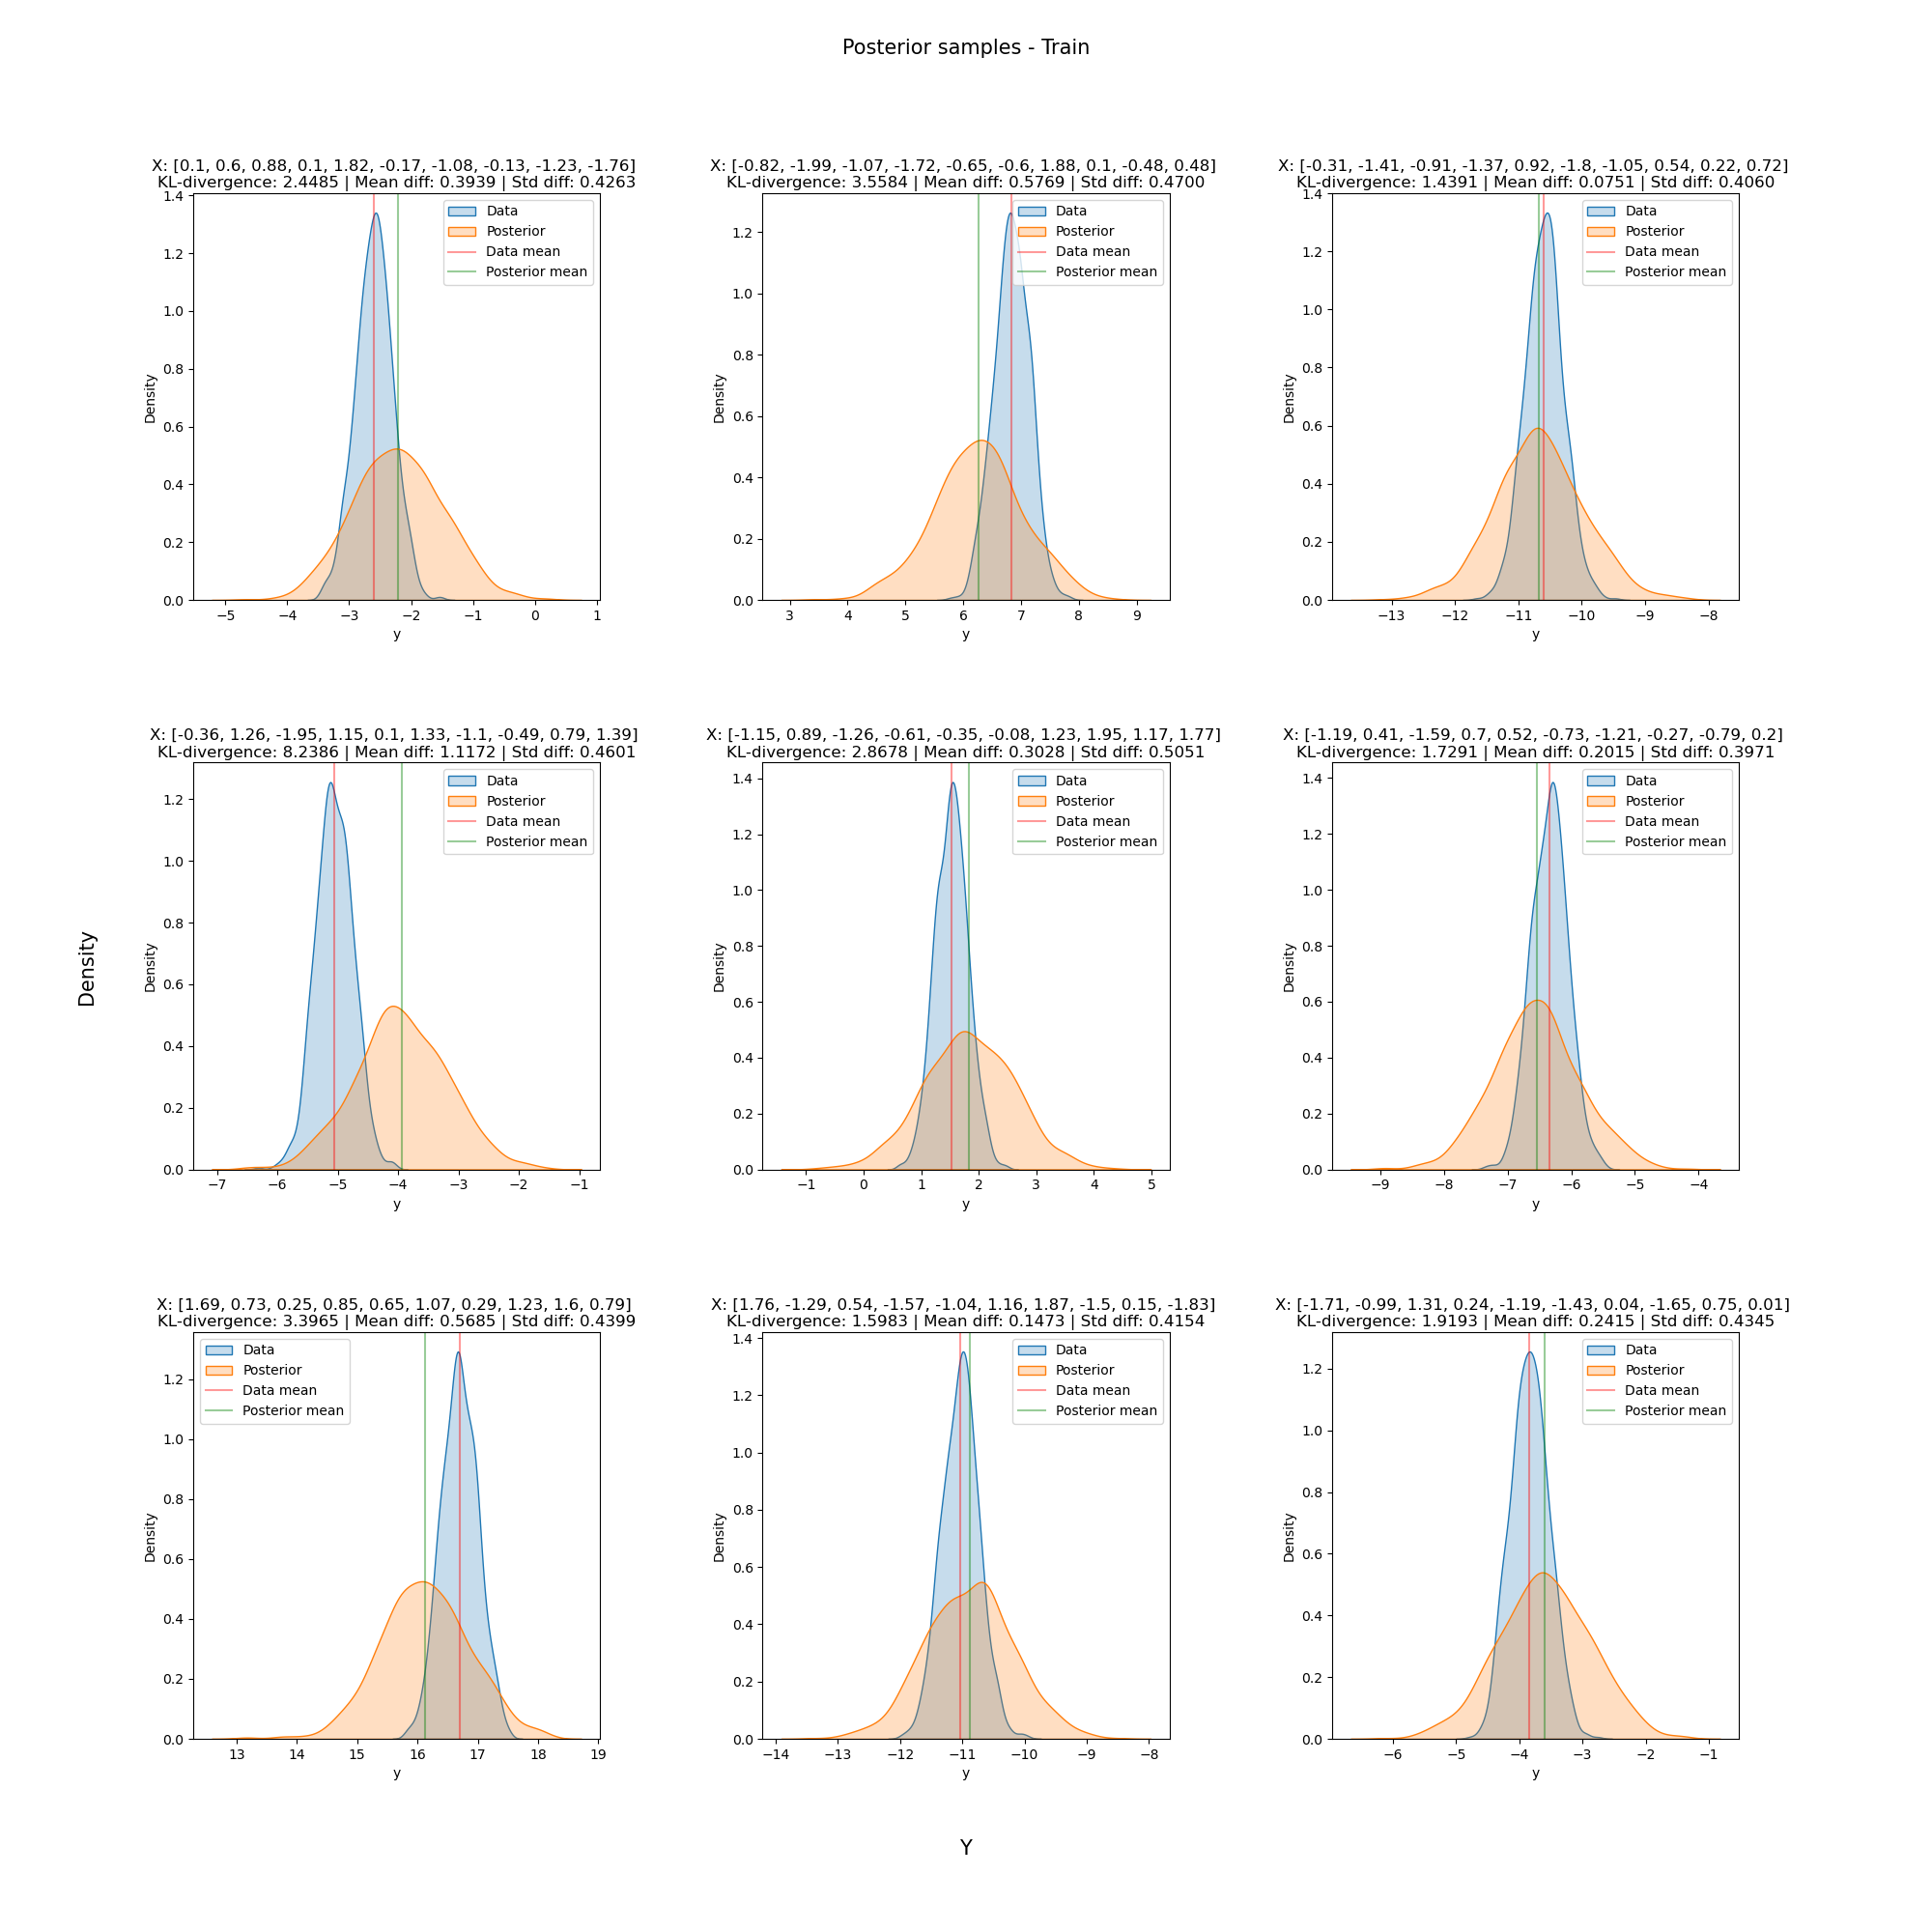 Posterior samples - Train
X: [0.1, 0.6, 0.88, 0.1, 1.82, -0.17, -1.08, -0.13, -1.23, -1.76]
KL-divergence: 2.4485 | Mean diff: 0.3939 | Std diff: 0.4263
Data
Posterior
Data mean
Posterior mean
1.4
1.2
1.0
0.8
0.6
0.4
0.2
0.0
Density
−5 −4 −3 −2 −1 0 1
y
X: [-0.82, -1.99, -1.07, -1.72, -0.65, -0.6, 1.88, 0.1, -0.48, 0.48]
KL-divergence: 3.5584 | Mean diff: 0.5769 | Std diff: 0.4700
Data
Posterior
Data mean
Posterior mean
1.2
1.0
0.8
0.6
0.4
0.2
0.0
Density
3 4 5 6 7 8 9
y
X: [-0.31, -1.41, -0.91, -1.37, 0.92, -1.8, -1.05, 0.54, 0.22, 0.72]
KL-divergence: 1.4391 | Mean diff: 0.0751 | Std diff: 0.4060
Data
Posterior
Data mean
Posterior mean
1.4
1.2
1.0
0.8
0.6
0.4
0.2
0.0
Density
−13 −12 −11 −10 −9 −8
y
X: [-0.36, 1.26, -1.95, 1.15, 0.1, 1.33, -1.1, -0.49, 0.79, 1.39]
KL-divergence: 8.2386 | Mean diff: 1.1172 | Std diff: 0.4601
Data
Posterior
Data mean
Posterior mean
1.2
1.0
0.8
0.6
0.4
0.2
0.0
Density
−7 −6 −5 −4 −3 −2 −1
y
X: [-1.15, 0.89, -1.26, -0.61, -0.35, -0.08, 1.23, 1.95, 1.17, 1.77]
KL-divergence: 2.8678 | Mean diff: 0.3028 | Std diff: 0.5051
Data
Posterior
Data mean
Posterior mean
1.4
1.2
1.0
0.8
0.6
0.4
0.2
0.0
Density
−1 0 1 2 3 4 5
y
X: [-1.19, 0.41, -1.59, 0.7, 0.52, -0.73, -1.21, -0.27, -0.79, 0.2]
KL-divergence: 1.7291 | Mean diff: 0.2015 | Std diff: 0.3971
Data
Posterior
Data mean
Posterior mean
1.4
1.2
1.0
0.8
0.6
0.4
0.2
0.0
Density
−9 −8 −7 −6 −5 −4
y
Density
X: [1.69, 0.73, 0.25, 0.85, 0.65, 1.07, 0.29, 1.23, 1.6, 0.79]
KL-divergence: 3.3965 | Mean diff: 0.5685 | Std diff: 0.4399
Data
Posterior
Data mean
Posterior mean
1.2
1.0
0.8
0.6
0.4
0.2
0.0
Density
13 14 15 16 17 18 19
y
X: [1.76, -1.29, 0.54, -1.57, -1.04, 1.16, 1.87, -1.5, 0.15, -1.83]
KL-divergence: 1.5983 | Mean diff: 0.1473 | Std diff: 0.4154
Data
Posterior
Data mean
Posterior mean
1.4
1.2
1.0
0.8
0.6
0.4
0.2
0.0
Density
−14 −13 −12 −11 −10 −9 −8
y
X: [-1.71, -0.99, 1.31, 0.24, -1.19, -1.43, 0.04, -1.65, 0.75, 0.01]
KL-divergence: 1.9193 | Mean diff: 0.2415 | Std diff: 0.4345
Data
Posterior
Data mean
Posterior mean
1.2
1.0
0.8
0.6
0.4
0.2
0.0
Density
−6 −5 −4 −3 −2 −1
y
Y